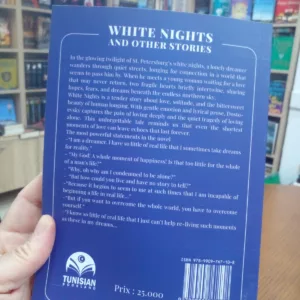 WHITE NIGHTS
AND OTHER STORIES
In the glowing twilight of St. Petersburg's white nights, a lonely dreamer
wanders through quiet streets, longing for connection in a world that
seems to pass him by. When he meets a young woman waiting for a love
that may never return, two fragile hearts briefly intertwine, sharing
hopes, fears, and dreams beneath the endless northern sky.
White Nights is a tender story about love, solitude, and the bittersweet
beauty of human longing. With gentle emotion and lyrical prose,
evokes captures the pain of loving deeply and the quiet tragedy of being
alone. This unforgettable tale reminds us that even the shortest
moments of love can leave echoes that last forever.
The most powerful statements in the novel
-"I am a dreamer. I have so little of real life that I sometimes take dreams
for reality."
-"My God! A whole moment of happiness! Is that too little for the whole
of a man's life?"
-"Why, oh why am I condemned to be alone?"
-"But how could you live and have no story to tell?"
-"Because it begins to seem to me at such times that I am incapable of
beginning a life in real life..."
-"But if you want to overcome the whole world, you have to overcome
yourself."
"I know so little of real life that I just can't help re-living such moments
as these in my dreams..."
TUNISIAN
Prix : 25.000